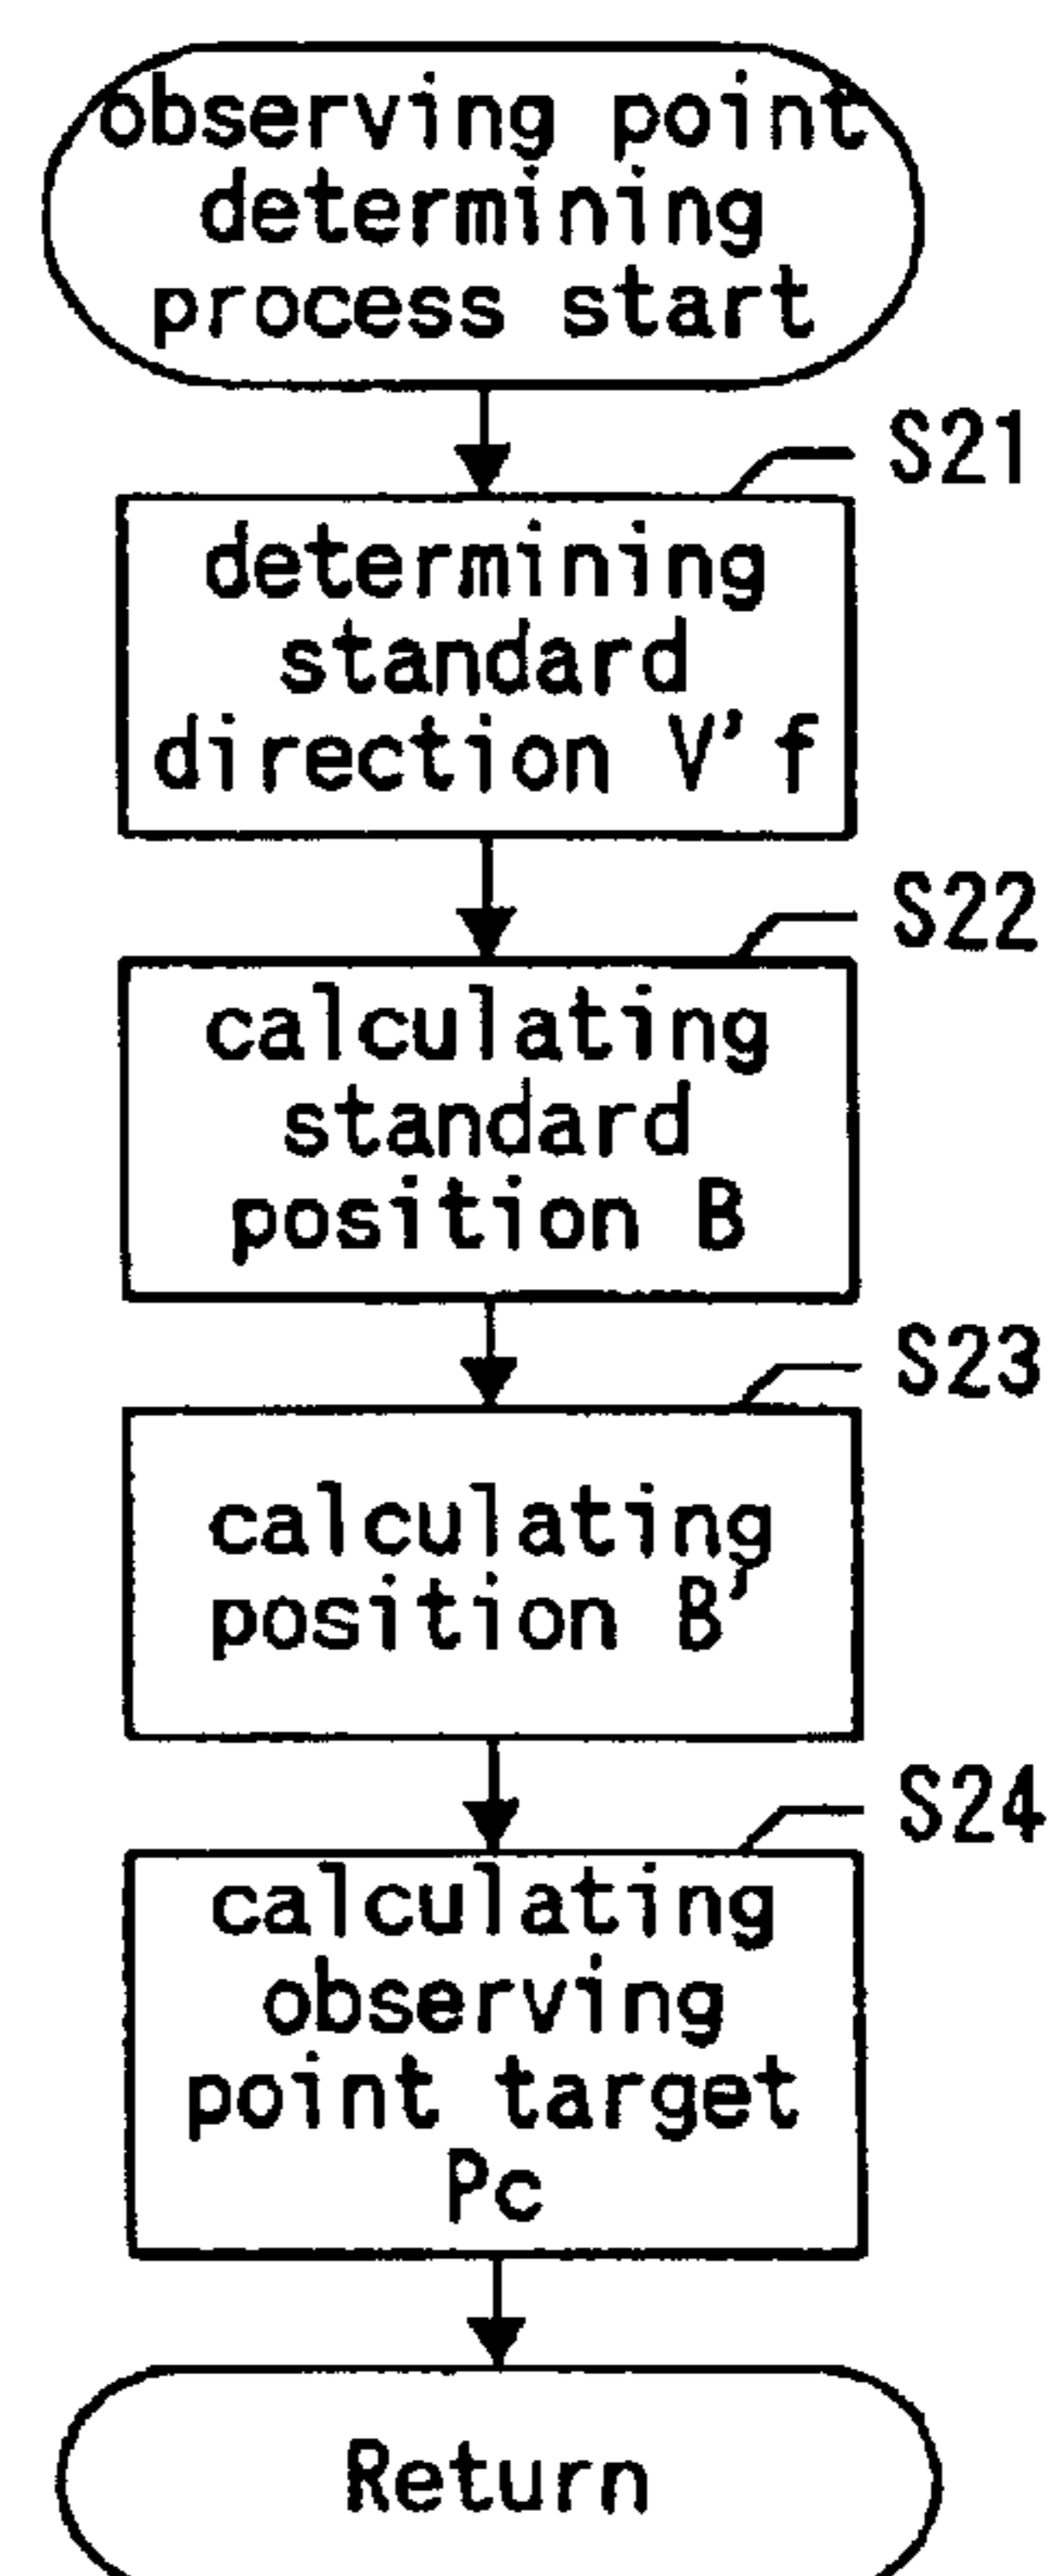 observing point
determining
process start
S21
determining
standard
direction V'f
S22
calculating
standard
position B
S23
calculating
position B'
S24
calculating
observing
point target
Pc
Return